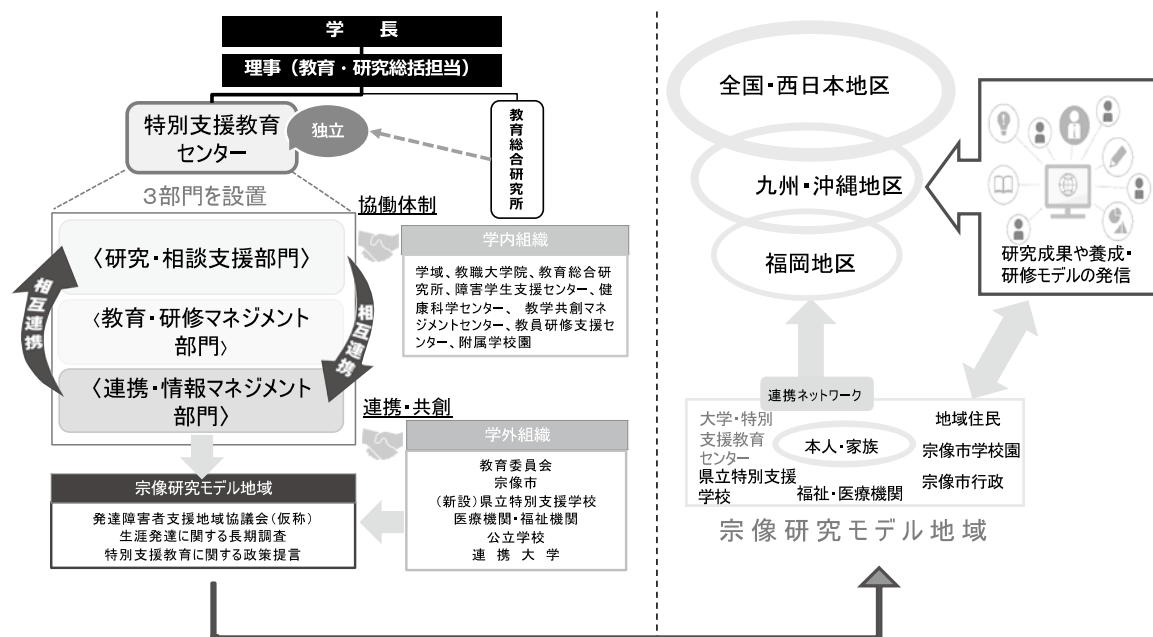 学 長
理事（教育・研究総括担当）
特別支援教育
センター
独立
教育総合研究所
３部門を設置
〈研究・相談支援部門〉
〈教育・研修マネジメント
部門〉
〈連携・情報マネジメント
部門〉
相互連携
相互連携
協働体制
学内組織
学域、教職大学院、教育総合研
究所、障害学生支援センター、健
康科学センター、 教学共創マネ
ジメントセンター、教員研修支援セ
ンター、附属学校園
連携・共創
学外組織
教育委員会
宗像市
（新設）県立特別支援学校
医療機関・福祉機関
公立学校
連 携 大 学
宗像研究モデル地域
発達障害者支援地域協議会（仮称）
生涯発達に関する長期調査
特別支援教育に関する政策提言
全国・西日本地区
九州・沖縄地区
福岡地区
研究成果や養成・
研修モデルの発信
連携ネットワーク
大学・特別
支援教育
センター
県立特別支援
学校
本人・家族
福祉・医療機関
地域住民
宗像市学校園
宗像市行政
宗像研究モデル地域